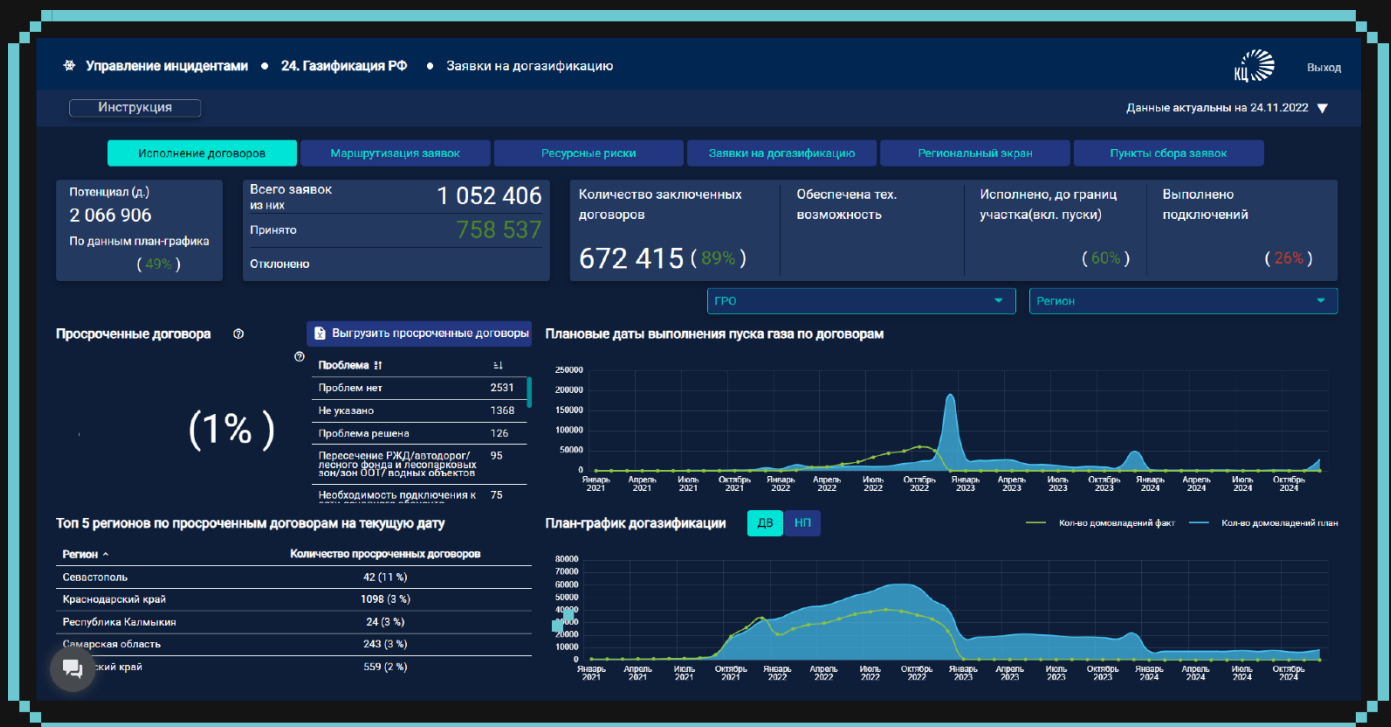 Управление инцидентами • 24. Газификация РФ • Заявки на догазификацию
КЦ
Выход
Инструкция
Данные актуальны на 24.11.2022
Исполнение договоров
Маршрутизация заявок
Ресурсные риски
Заявки на догазификацию
Региональный экран
Пункты сбора заявок
Потенциал (д.)
2 066 906
По данным план-графика
( 49% )
Всего заявок
из них
1 052 406
Принято
758 537
Отклонено
Количество заключенных
договоров
672 415 ( 89% )
Обеспечена тех.
возможность
Исполнено, до границ
участка(вкл. пуски)
( 60% )
Выполнено
подключений
( 26% )
ГРО
Регион
Просроченные договора
Выгрузить просроченные договоры
(1% )
Проблема
Проблем нет 2531
Не указано 1368
Проблема решена 126
Пересечение РЖД/автодорог/ 95
лесного фонда и лесопарковых
зон/зон ООТ/ водных объектов
Необходимость подключения к 75
Плановые даты выполнения пуска газа по договорам
250000
200000
150000
100000
50000
0
Январь 2021
Апрель 2021
Июль 2021
Октябрь 2021
Январь 2022
Апрель 2022
Июль 2022
Октябрь 2022
Январь 2023
Апрель 2023
Июль 2023
Октябрь 2023
Январь 2024
Апрель 2024
Июль 2024
Октябрь 2024
Топ 5 регионов по просроченным договорам на текущую дату
Регион
Количество просроченных договоров
Севастополь 42 (11 %)
Краснодарский край 1098 (3 %)
Республика Калмыкия 24 (3 %)
Самарская область 243 (3 %)
ский край 559 (2 %)
План-график догазификации
ДВ
НП
Кол-во домовладений факт
Кол-во домовладений план
80000
70000
60000
50000
40000
20000
10000
0
Январь 2021
Апрель 2021
Июль 2021
Октябрь 2021
Январь 2022
Апрель 2022
Июль 2022
Октябрь 2022
Январь 2023
Апрель 2023
Июль 2023
Октябрь 2023
Январь 2024
Апрель 2024
Июль 2024
Октябрь 2024